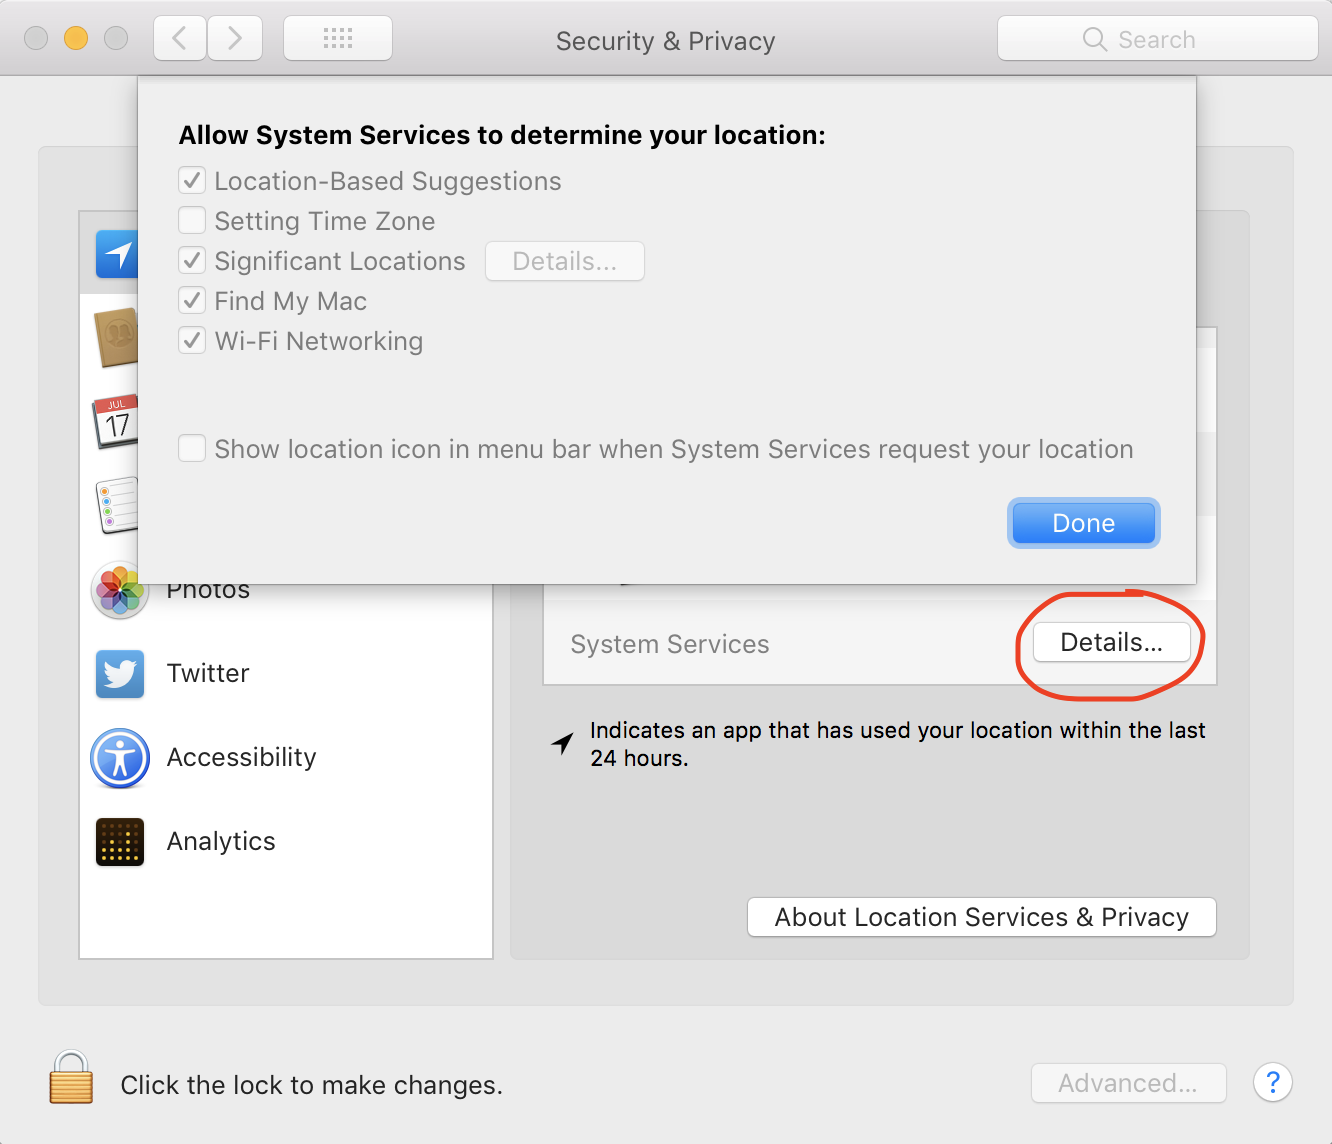 Security & Privacy
Search
Allow System Services to determine your location:
Location-Based Suggestions
Setting Time Zone
Significant Locations
Details...
Find My Mac
Wi-Fi Networking
Show location icon in menu bar when System Services request your location
Done
JUL
17
Photos
Twitter
Accessibility
Analytics
System Services
Details...
Indicates an app that has used your location within the last
24 hours.
About Location Services & Privacy
Click the lock to make changes.
Advanced...
?